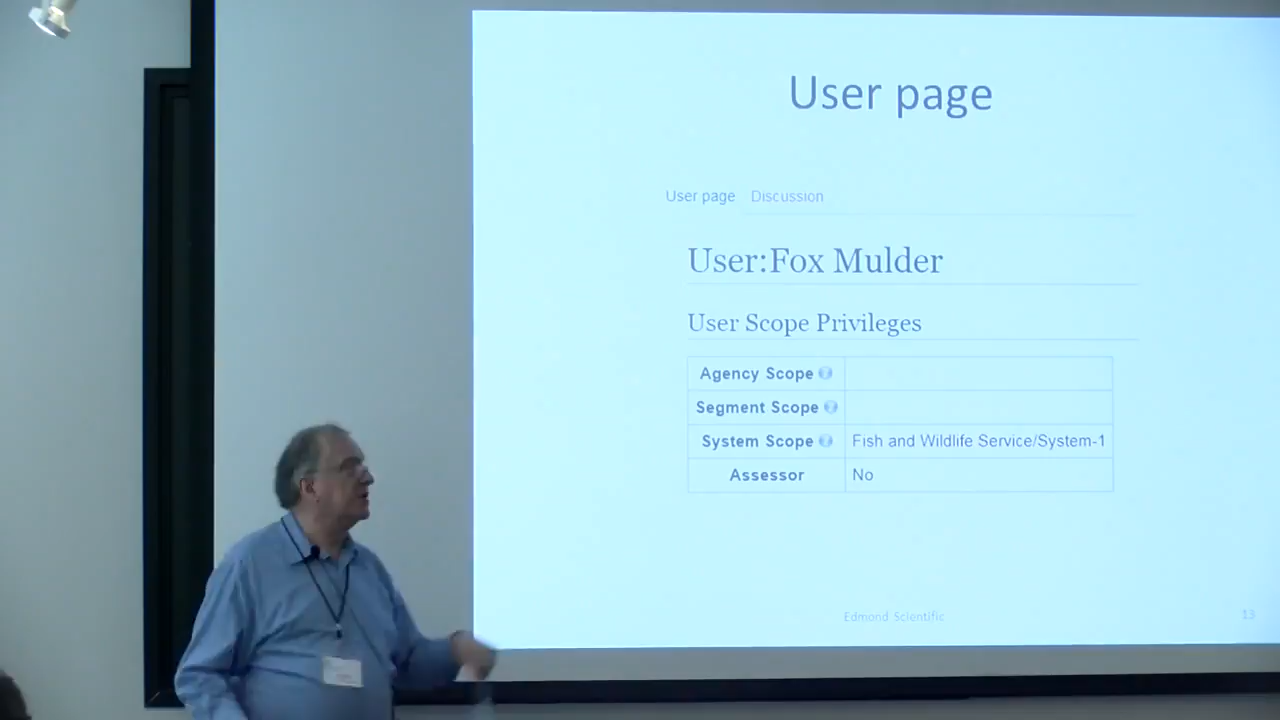 User page
User page Discussion
User:Fox Mulder
User Scope Privileges
Agency Scope
Segment Scope
System Scope Fish and Wildlife Service/System-1
Assessor No
Edmond Scientific 13